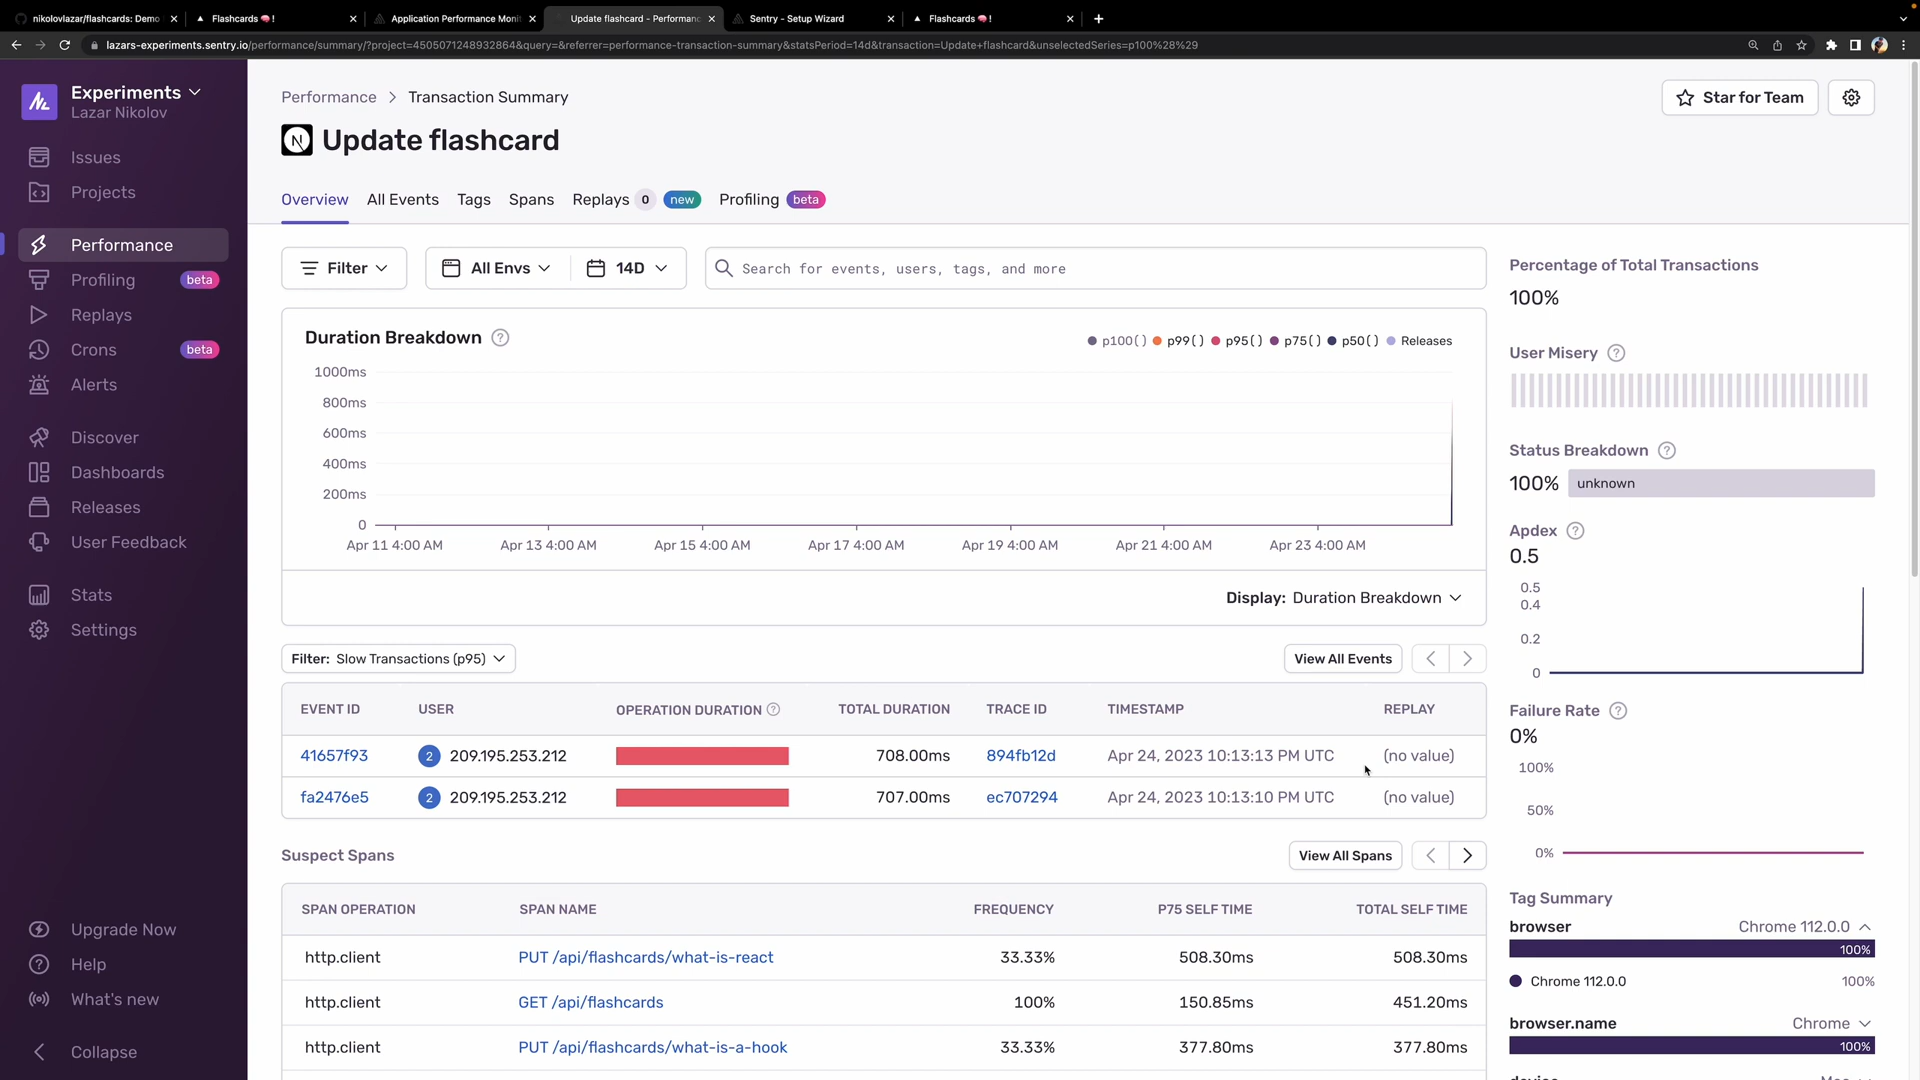 nikolovlazar/flashcards: Demo
Flashcards 🧠!
Application Performance Moni
Update flashcard - Performanc
Sentry - Setup Wizard
Flashcards 🧠!
lazars-experiments.sentry.io/performance/summary/?project=4505071248932864&query=&referrer=performance-transaction-summary&statsPeriod=14d&transaction=Update+flashcard&unselectedSeries=p100%28%29
Experiments
Lazar Nikolov
Issues
Projects
Performance
Profiling beta
Replays
Crons beta
Alerts
Discover
Dashboards
Releases
User Feedback
Stats
Settings
Upgrade Now
Help
What's new
Collapse
Performance > Transaction Summary
Star for Team
N Update flashcard
Overview All Events Tags Spans Replays 0 new Profiling beta
Filter All Envs 14D Search for events, users, tags, and more
Duration Breakdown ?
p100() p99() p95() p75() p50() Releases
1000ms
800ms
600ms
400ms
200ms
0
Apr 11 4:00 AM Apr 13 4:00 AM Apr 15 4:00 AM Apr 17 4:00 AM Apr 19 4:00 AM Apr 21 4:00 AM Apr 23 4:00 AM
Display: Duration Breakdown
Filter: Slow Transactions (p95)
View All Events
EVENT ID USER OPERATION DURATION ? TOTAL DURATION TRACE ID TIMESTAMP REPLAY
41657f93 2 209.195.253.212 708.00ms 894fb12d Apr 24, 2023 10:13:13 PM UTC (no value)
fa2476e5 2 209.195.253.212 707.00ms ec707294 Apr 24, 2023 10:13:10 PM UTC (no value)
Suspect Spans
View All Spans
SPAN OPERATION SPAN NAME FREQUENCY P75 SELF TIME TOTAL SELF TIME
http.client PUT /api/flashcards/what-is-react 33.33% 508.30ms 508.30ms
http.client GET /api/flashcards 100% 150.85ms 451.20ms
http.client PUT /api/flashcards/what-is-a-hook 33.33% 377.80ms 377.80ms
Percentage of Total Transactions
100%
User Misery ?
Status Breakdown ?
100% unknown
Apdex ?
0.5
0.5
0.4
0.2
0
Failure Rate ?
0%
100%
50%
0%
Tag Summary
browser Chrome 112.0.0
100%
Chrome 112.0.0 100%
browser.name Chrome
100%